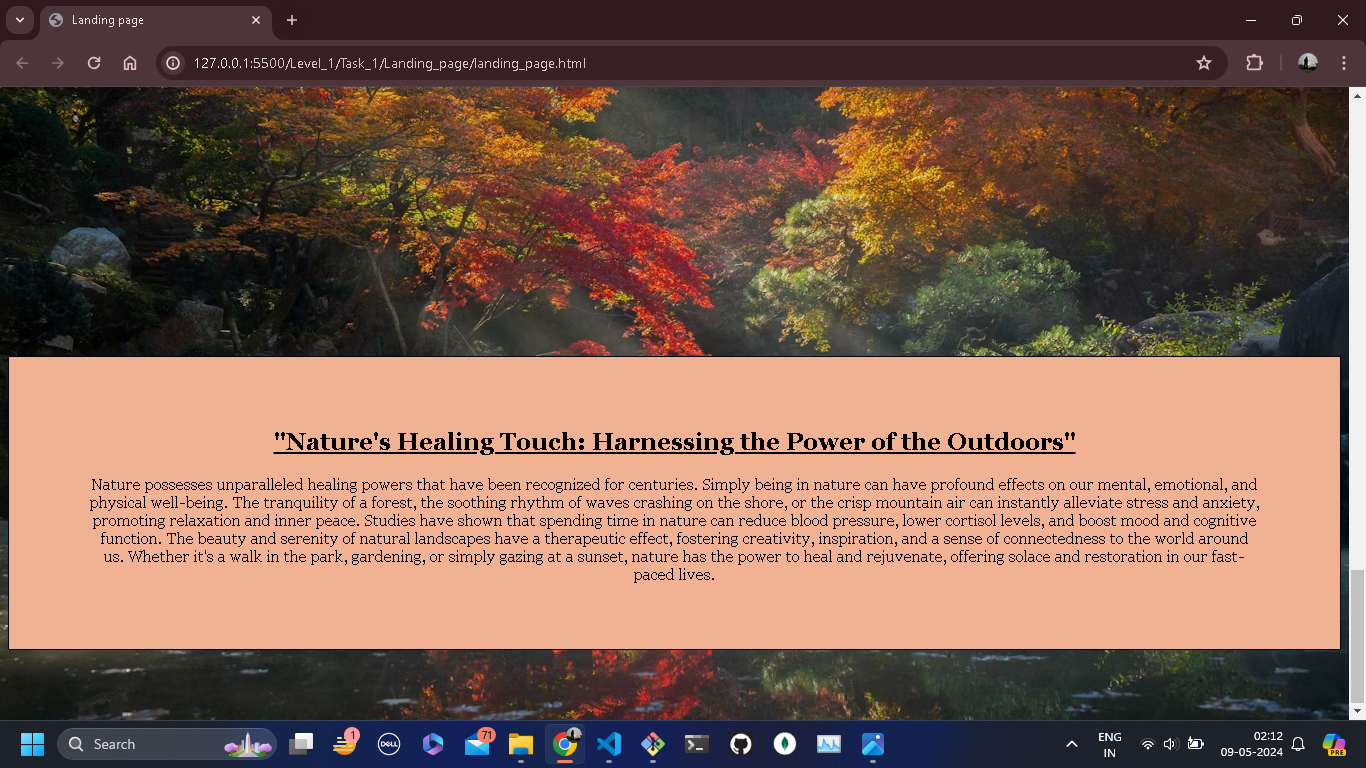 Landing page
127.0.0.1:5500/Level_1/Task_1/Landing_page/landing_page.html
"Nature's Healing Touch: Harnessing the Power of the Outdoors"
Nature possesses unparalleled healing powers that have been recognized for centuries. Simply being in nature can have profound effects on our mental, emotional, and
physical well-being. The tranquility of a forest, the soothing rhythm of waves crashing on the shore, or the crisp mountain air can instantly alleviate stress and anxiety,
promoting relaxation and inner peace. Studies have shown that spending time in nature can reduce blood pressure, lower cortisol levels, and boost mood and cognitive
function. The beauty and serenity of natural landscapes have a therapeutic effect, fostering creativity, inspiration, and a sense of connectedness to the world around
us. Whether it's a walk in the park, gardening, or simply gazing at a sunset, nature has the power to heal and rejuvenate, offering solace and restoration in our fast-
paced lives.
Search
1
DELL
71
ENG
IN
02:12
09-05-2024
PRE